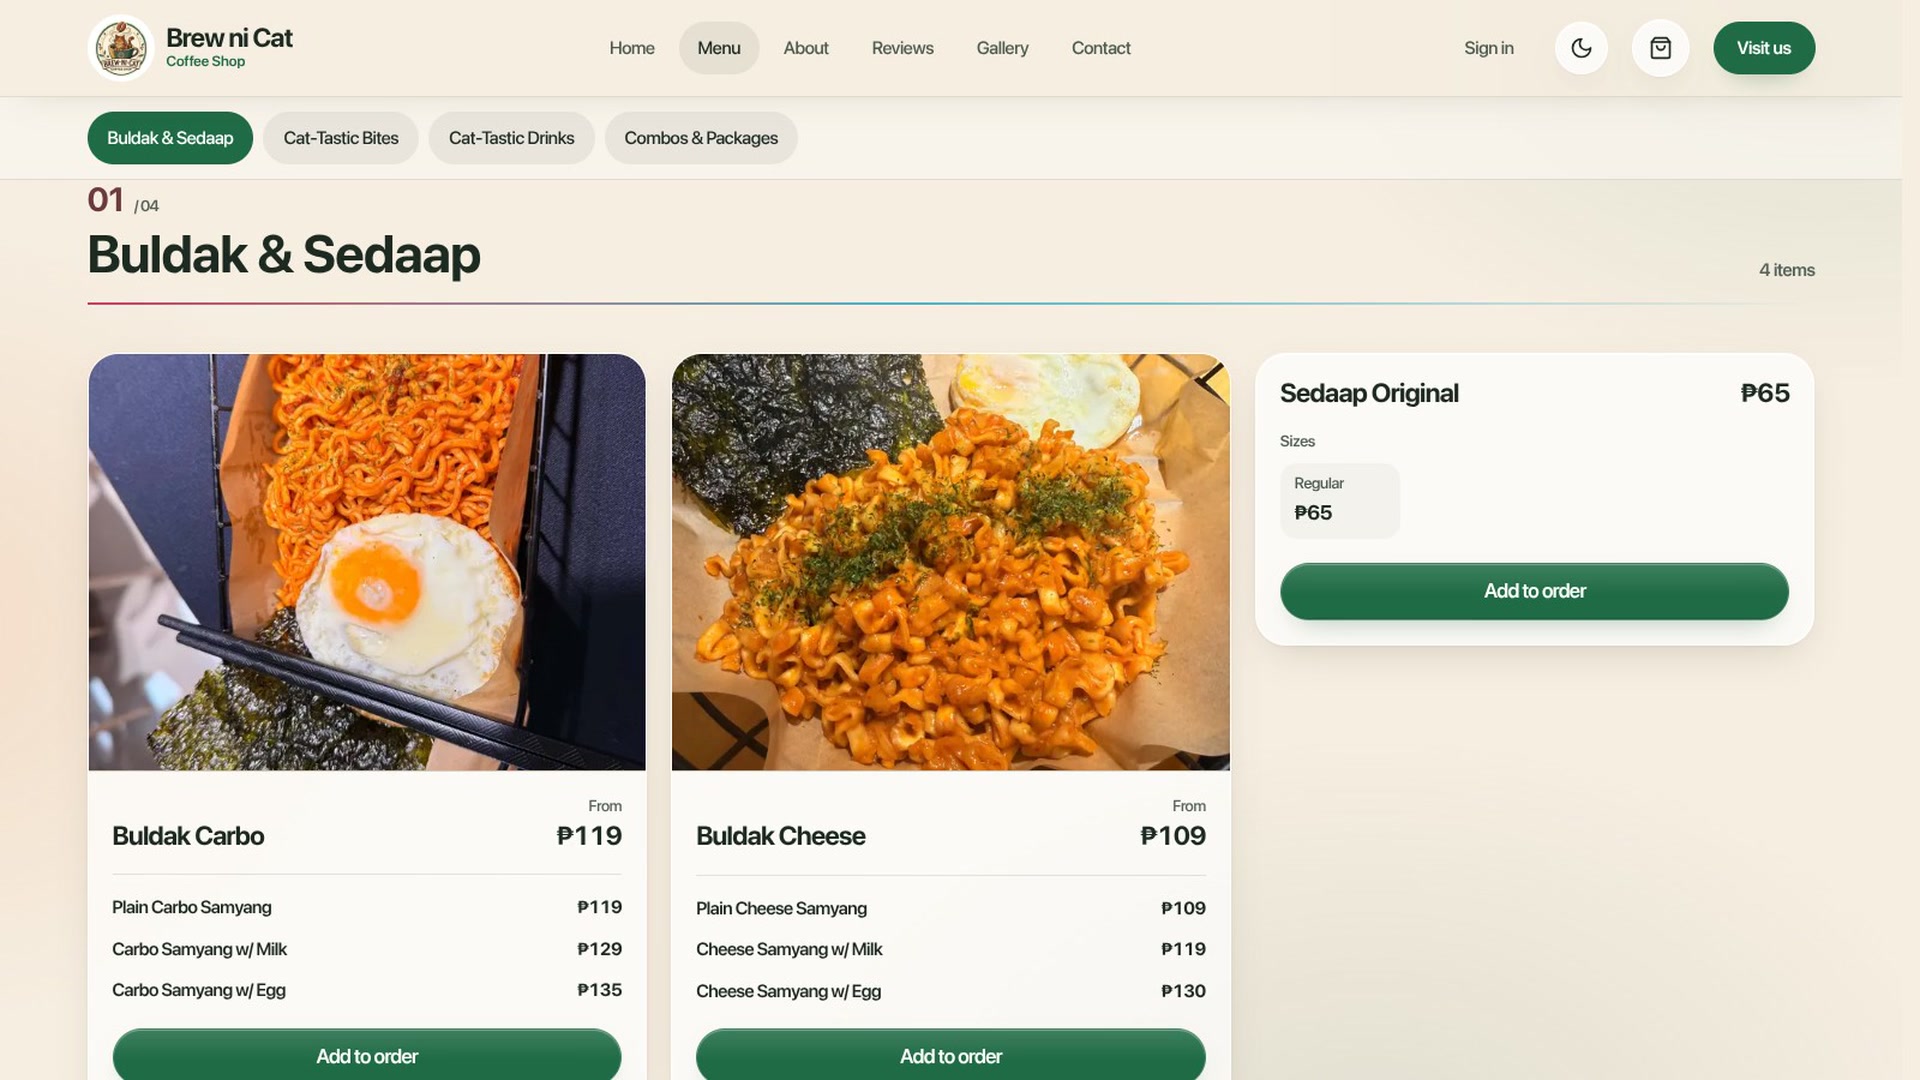 BREW NI CAT
Brew ni Cat
Coffee Shop
Home
Menu
About
Reviews
Gallery
Contact
Sign in
Visit us
Buldak & Sedaap
Cat-Tastic Bites
Cat-Tastic Drinks
Combos & Packages
01 / 04
Buldak & Sedaap
4 items
From
Buldak Carbo ₱119
Plain Carbo Samyang ₱119
Carbo Samyang w/ Milk ₱129
Carbo Samyang w/ Egg ₱135
Add to order
From
Buldak Cheese ₱109
Plain Cheese Samyang ₱109
Cheese Samyang w/ Milk ₱119
Cheese Samyang w/ Egg ₱130
Add to order
Sedaap Original ₱65
Sizes
Regular
₱65
Add to order